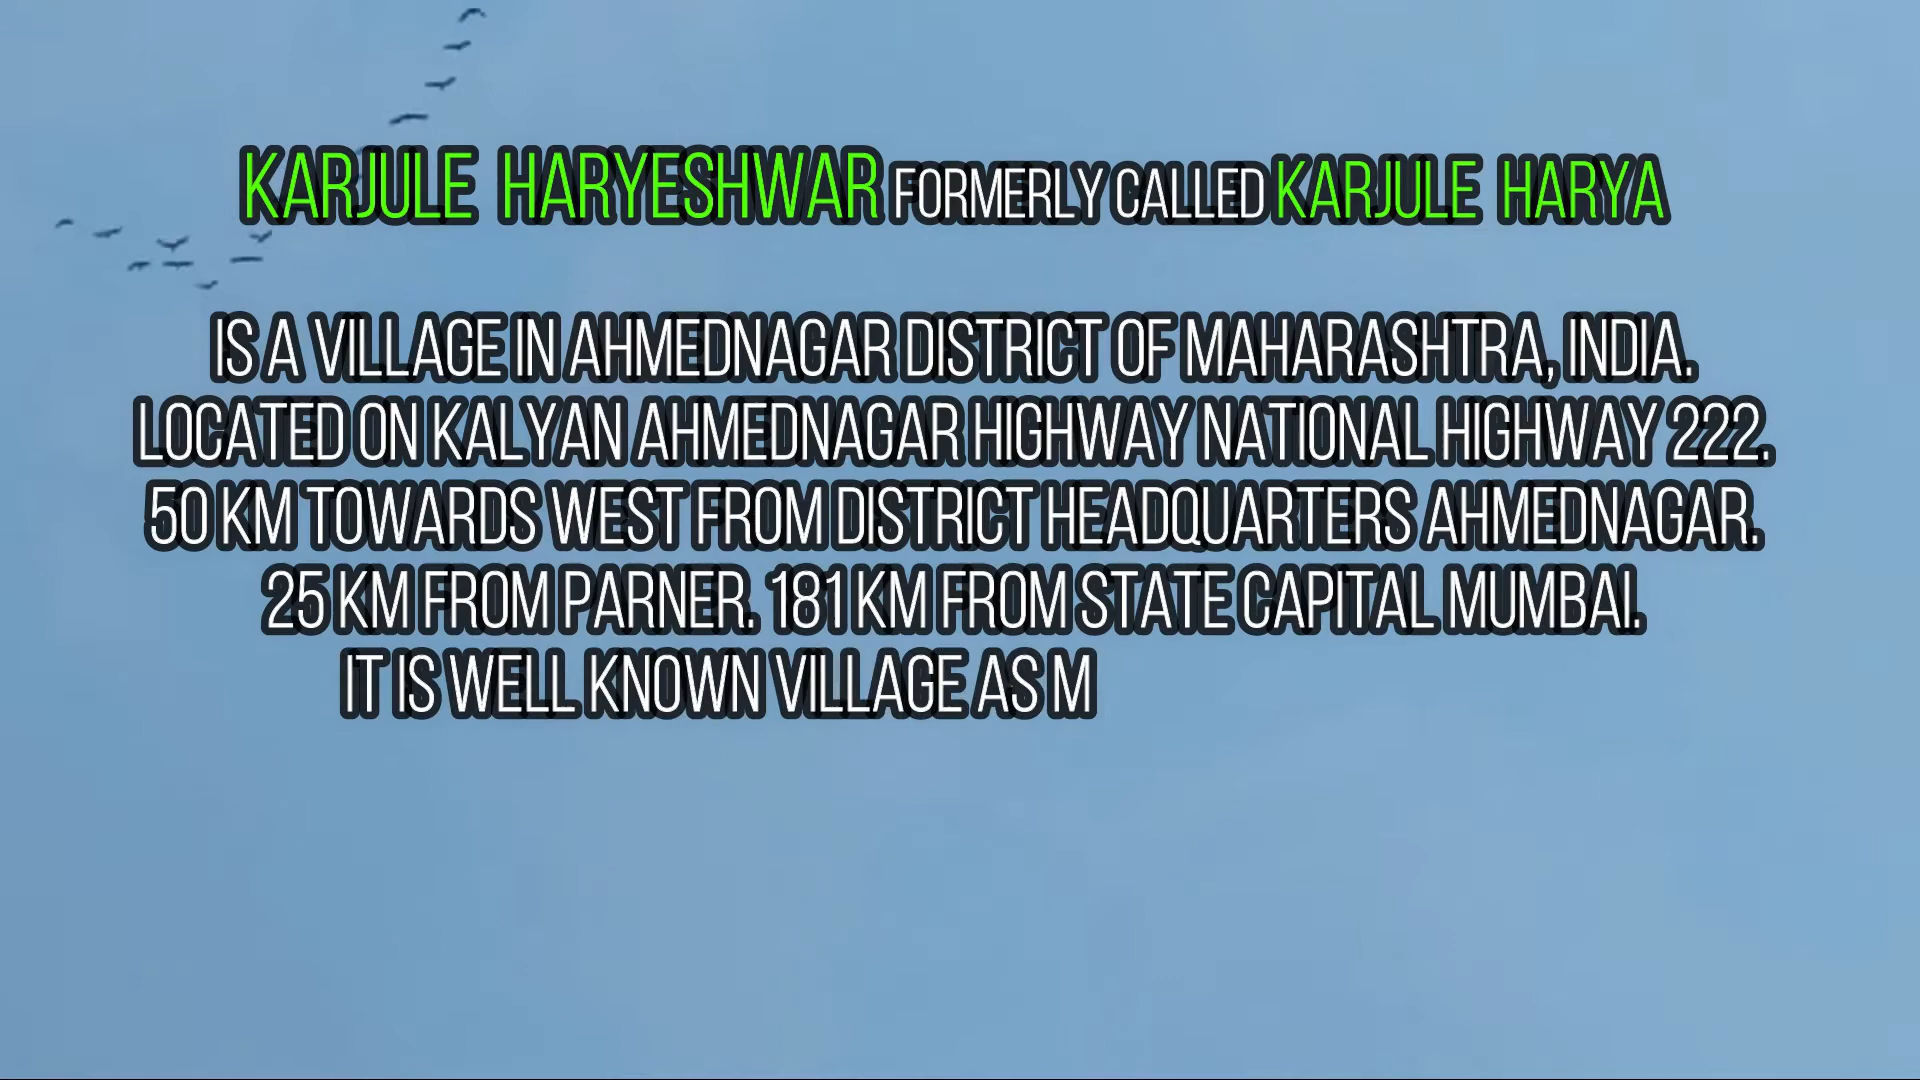 KARJULE HARYESHWAR FORMERLY CALLED KARJULE HARYA
IS A VILLAGE IN AHMEDNAGAR DISTRICT OF MAHARASHTRA, INDIA.
LOCATED ON KALYAN AHMEDNAGAR HIGHWAY NATIONAL HIGHWAY 222.
50 KM TOWARDS WEST FROM DISTRICT HEADQUARTERS AHMEDNAGAR.
25 KM FROM PARNER. 181 KM FROM STATE CAPITAL MUMBAI.
IT IS WELL KNOWN VILLAGE AS M